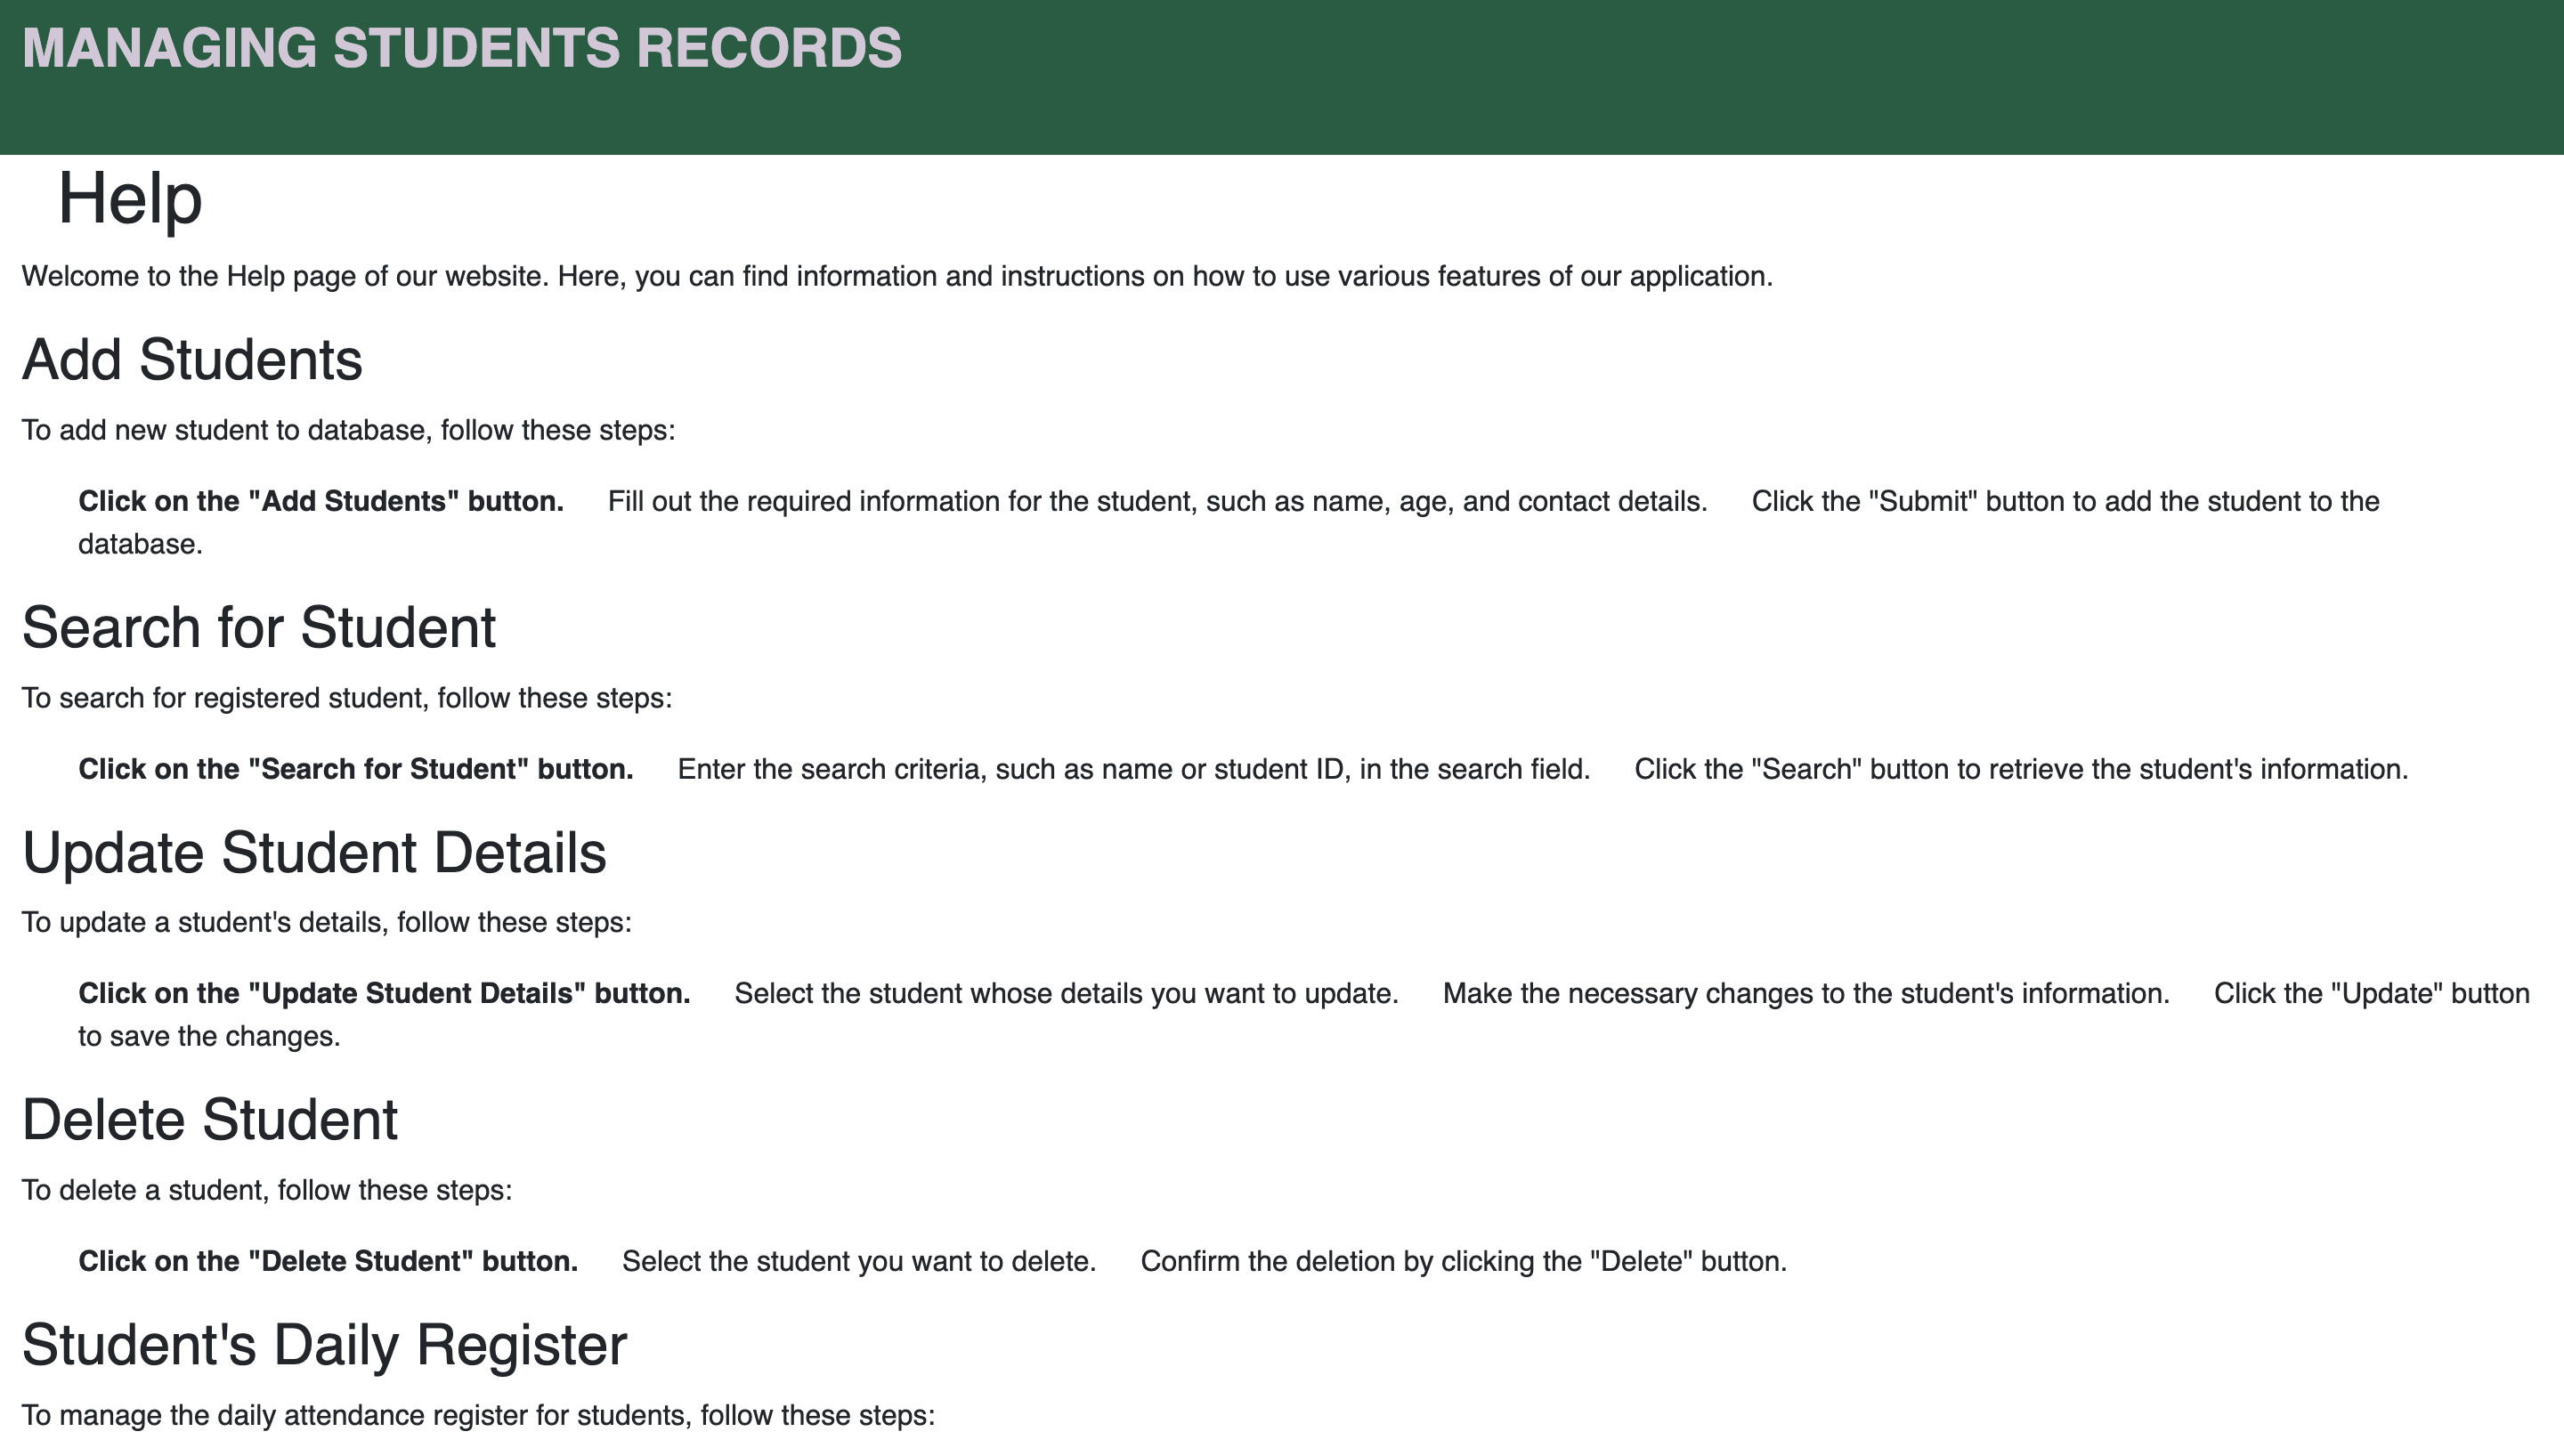 MANAGING STUDENTS RECORDS
Help
Welcome to the Help page of our website. Here, you can find information and instructions on how to use various features of our application.
Add Students
To add new student to database, follow these steps:
Click on the "Add Students" button. Fill out the required information for the student, such as name, age, and contact details. Click the "Submit" button to add the student to the
database.
Search for Student
To search for registered student, follow these steps:
Click on the "Search for Student" button. Enter the search criteria, such as name or student ID, in the search field. Click the "Search" button to retrieve the student's information.
Update Student Details
To update a student's details, follow these steps:
Click on the "Update Student Details" button. Select the student whose details you want to update. Make the necessary changes to the student's information. Click the "Update" button
to save the changes.
Delete Student
To delete a student, follow these steps:
Click on the "Delete Student" button. Select the student you want to delete. Confirm the deletion by clicking the "Delete" button.
Student's Daily Register
To manage the daily attendance register for students, follow these steps: